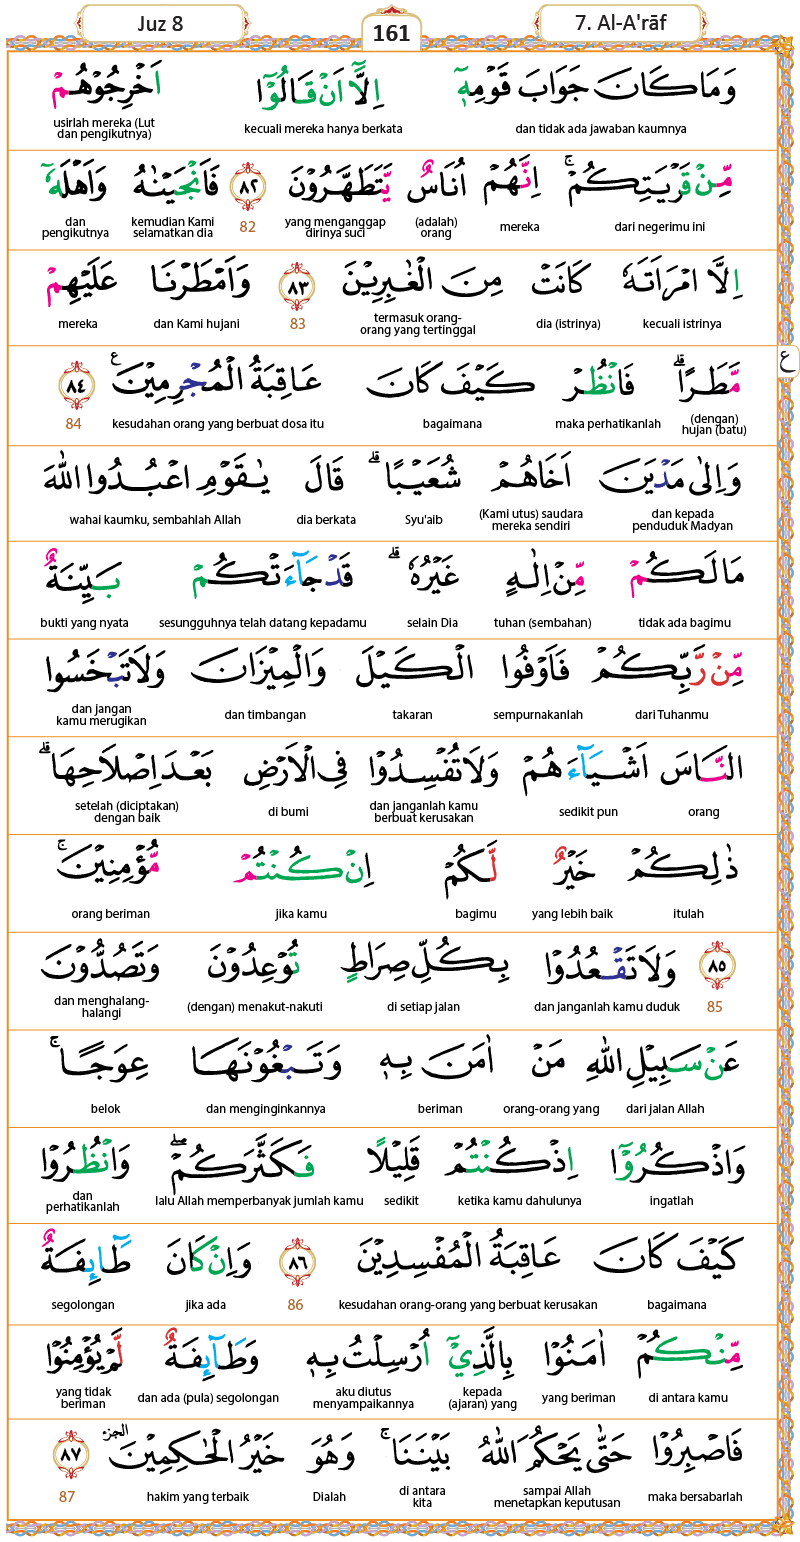 Juz 8
161
7. Al-A'rāf
وَمَا كَانَ جَوَابَ قَوْمِهٖٓ اِلَّآ اَنْ قَالُوْٓا اَخْرِجُوْهُمْ
dan tidak ada jawaban kaumnya kecuali mereka hanya berkata usirlah mereka (Lut dan pengikutnya)
مِّنْ قَرْيَتِكُمْۚ اِنَّهُمْ اُنَاسٌ يَّتَطَهَّرُوْنَ ٨٢ فَاَنْجَيْنٰهُ وَاَهْلَهٗٓ
dari negerimu ini mereka (adalah) orang yang menganggap dirinya suci 82 kemudian Kami selamatkan dia dan pengikutnya
اِلَّا امْرَاَتَهٗ كَانَتْ مِنَ الْغٰبِرِيْنَ ٨٣ وَاَمْطَرْنَا عَلَيْهِمْ
kecuali istrinya dia (istrinya) termasuk orang-orang yang tertinggal 83 dan Kami hujani mereka
مَّطَرًاۗ فَانْظُرْ كَيْفَ كَانَ عَاقِبَةُ الْمُجْرِمِيْنَ ࣖ ٨٤
ع
(dengan) hujan (batu) maka perhatikanlah bagaimana kesudahan orang yang berbuat dosa itu 84
وَاِلٰى مَدْيَنَ اَخَاهُمْ شُعَيْبًاۗ قَالَ يٰقَوْمِ اعْبُدُوا اللّٰهَ
dan kepada penduduk Madyan (Kami utus) saudara mereka sendiri Syu'aib dia berkata wahai kaumku, sembahlah Allah
مَا لَكُمْ مِّنْ اِلٰهٍ غَيْرُهٗۗ قَدْ جَاۤءَتْكُمْ بَيِّنَةٌ
tidak ada bagimu tuhan (sembahan) selain Dia sesungguhnya telah datang kepadamu bukti yang nyata
مِّنْ رَّبِّكُمْ فَاَوْفُوا الْكَيْلَ وَالْمِيْزَانَ وَلَا تَبْخَسُوا
dari Tuhanmu sempurnakanlah takaran dan timbangan dan jangan kamu merugikan
النَّاسَ اَشْيَاۤءَهُمْ وَلَا تُفْسِدُوْا فِى الْاَرْضِ بَعْدَ اِصْلَاحِهَاۗ
orang sedikit pun dan janganlah kamu berbuat kerusakan di bumi setelah (diciptakan) dengan baik
ذٰلِكُمْ خَيْرٌ لَّكُمْ اِنْ كُنْتُمْ مُّؤْمِنِيْنَۚ
itulah yang lebih baik bagimu jika kamu orang beriman
٨٥ وَلَا تَقْعُدُوْا بِكُلِّ صِرَاطٍ تُوْعِدُوْنَ وَتَصُدُّوْنَ
85 dan janganlah kamu duduk di setiap jalan (dengan) menakut-nakuti dan menghalang-halangi
عَنْ سَبِيْلِ اللّٰهِ مَنْ اٰمَنَ بِهٖ وَتَبْغُوْنَهَا عِوَجًاۚ
dari jalan Allah orang-orang yang beriman dan menginginkannya belok
وَاذْكُرُوْٓا اِذْ كُنْتُمْ قَلِيْلًا فَكَثَّرَكُمْۖ وَانْظُرُوْا
ingatlah ketika kamu dahulunya sedikit lalu Allah memperbanyak jumlah kamu dan perhatikanlah
كَيْفَ كَانَ عَاقِبَةُ الْمُفْسِدِيْنَ ٨٦ وَاِنْ كَانَ طَاۤىِٕفَةٌ
bagaimana kesudahan orang-orang yang berbuat kerusakan 86 jika ada segolongan
مِّنْكُمْ اٰمَنُوْا بِالَّذِيْٓ اُرْسِلْتُ بِهٖ وَطَاۤىِٕفَةٌ لَّمْ يُؤْمِنُوْا
di antara kamu yang beriman kepada (ajaran) yang aku diutus menyampaikannya dan ada (pula) segolongan yang tidak beriman
فَاصْبِرُوْا حَتّٰى يَحْكُمَ اللّٰهُ بَيْنَنَاۚ وَهُوَ خَيْرُ الْحٰكِمِيْنَ الجزء ٨٧
maka bersabarlah sampai Allah menetapkan keputusan di antara kita Dialah hakim yang terbaik 87